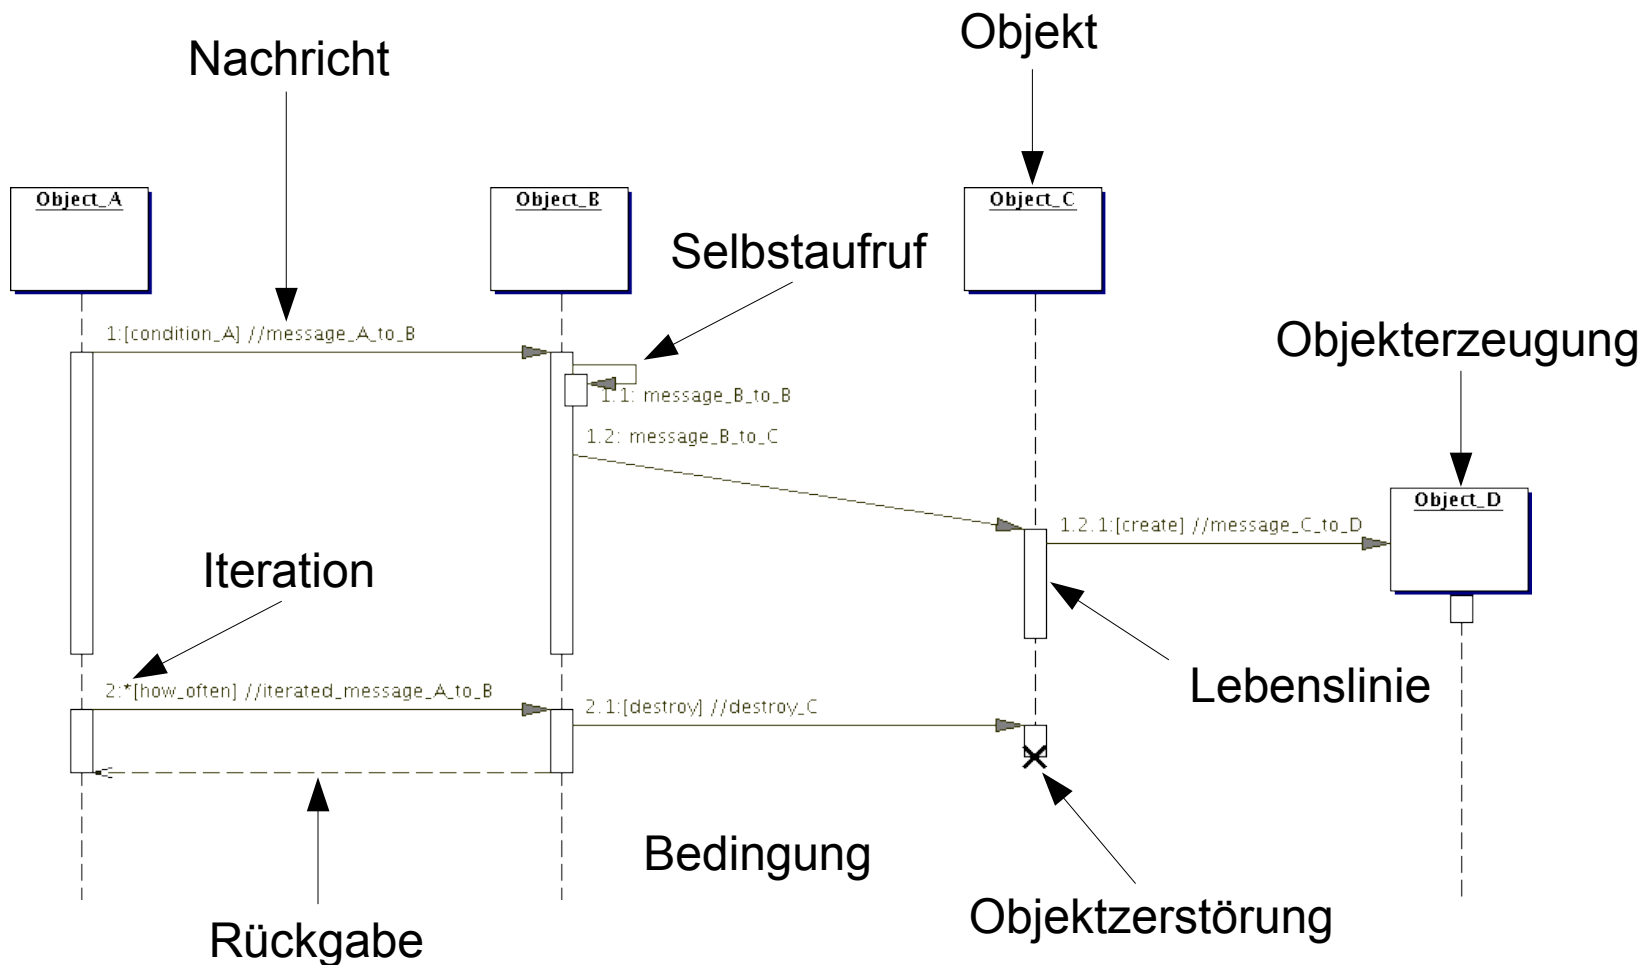 Objekt
Nachricht
Object_A
Object_B
Object_C
Selbstaufruf
1:[condition_A] //message_A_to_B
Objekterzeugung
1.1: message_B_to_B
1.2: message_B_to_C
Object_D
1.2.1:[create] //message_C_to_D
Iteration
Lebenslinie
2:*[how_often] //iterated_message_A_to_B
2.1:[destroy] //destroy_C
Bedingung
Objektzerstörung
Rückgabe